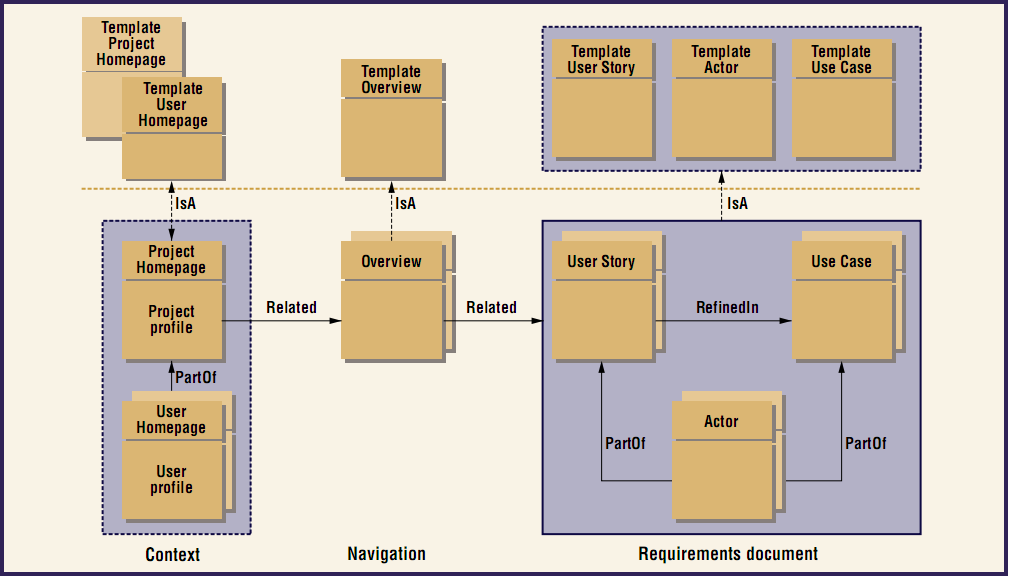 Template
Project
Homepage
Template
User
Homepage
Template
Overview
Template
User Story
Template
Actor
Template
Use Case
IsA
IsA
IsA
Project
Homepage
Project
profile
Related
Overview
Related
User Story
RefinedIn
Use Case
PartOf
User
Homepage
User
profile
Actor
PartOf
PartOf
Context
Navigation
Requirements document